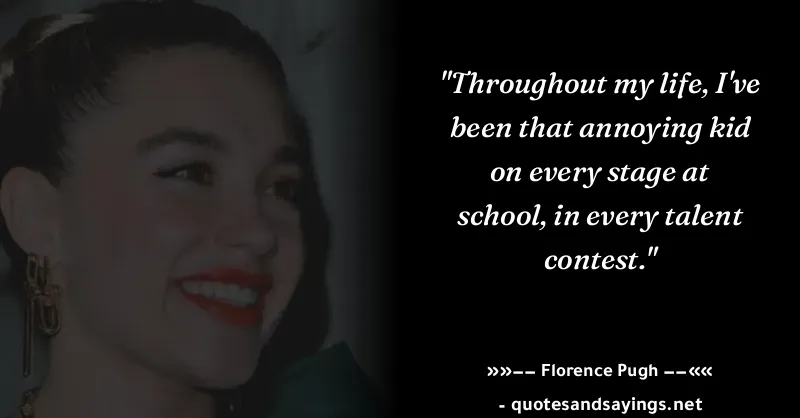 "Throughout my life, I've
been that annoying kid
on every stage at
school, in every talent
contest."
»»−− Florence Pugh −−««
- quotesandsayings.net